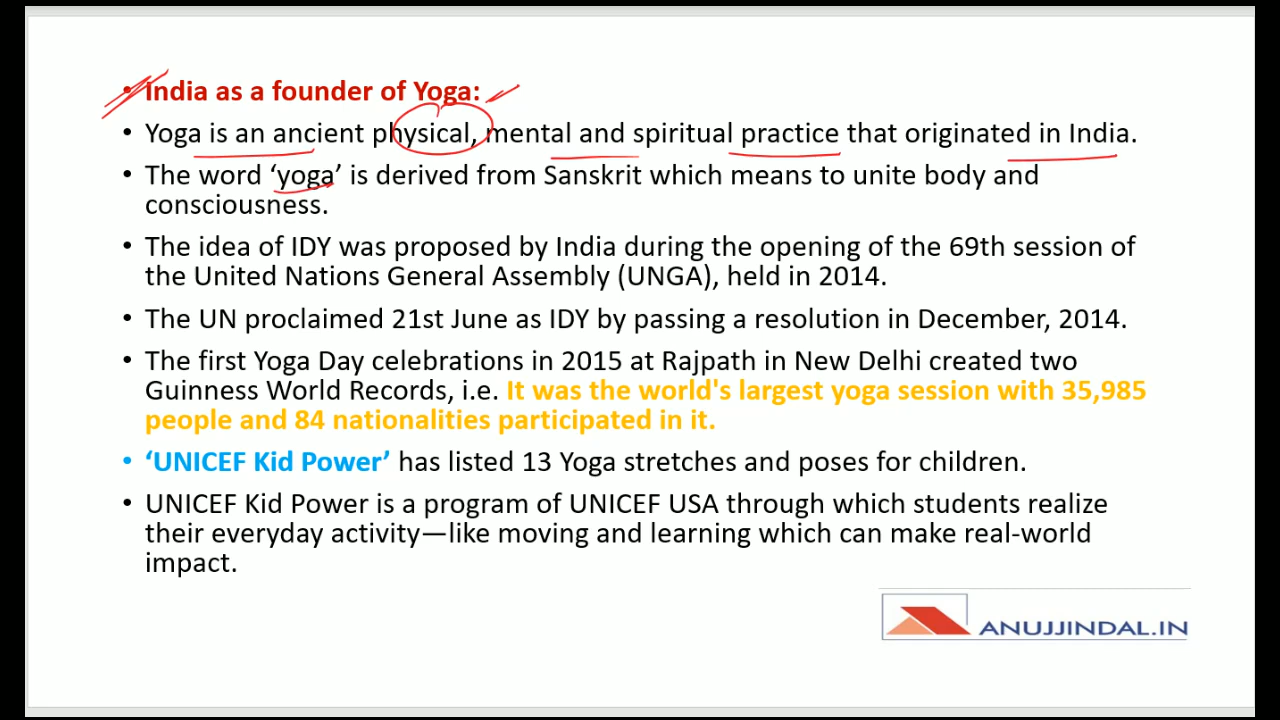 • India as a founder of Yoga:
• Yoga is an ancient physical, mental and spiritual practice that originated in India.
• The word ‘yoga’ is derived from Sanskrit which means to unite body and
consciousness.
• The idea of IDY was proposed by India during the opening of the 69th session of
the United Nations General Assembly (UNGA), held in 2014.
• The UN proclaimed 21st June as IDY by passing a resolution in December, 2014.
• The first Yoga Day celebrations in 2015 at Rajpath in New Delhi created two
Guinness World Records, i.e. It was the world's largest yoga session with 35,985
people and 84 nationalities participated in it.
• ‘UNICEF Kid Power’ has listed 13 Yoga stretches and poses for children.
• UNICEF Kid Power is a program of UNICEF USA through which students realize
their everyday activity—like moving and learning which can make real-world
impact.
ANUJJINDAL.IN